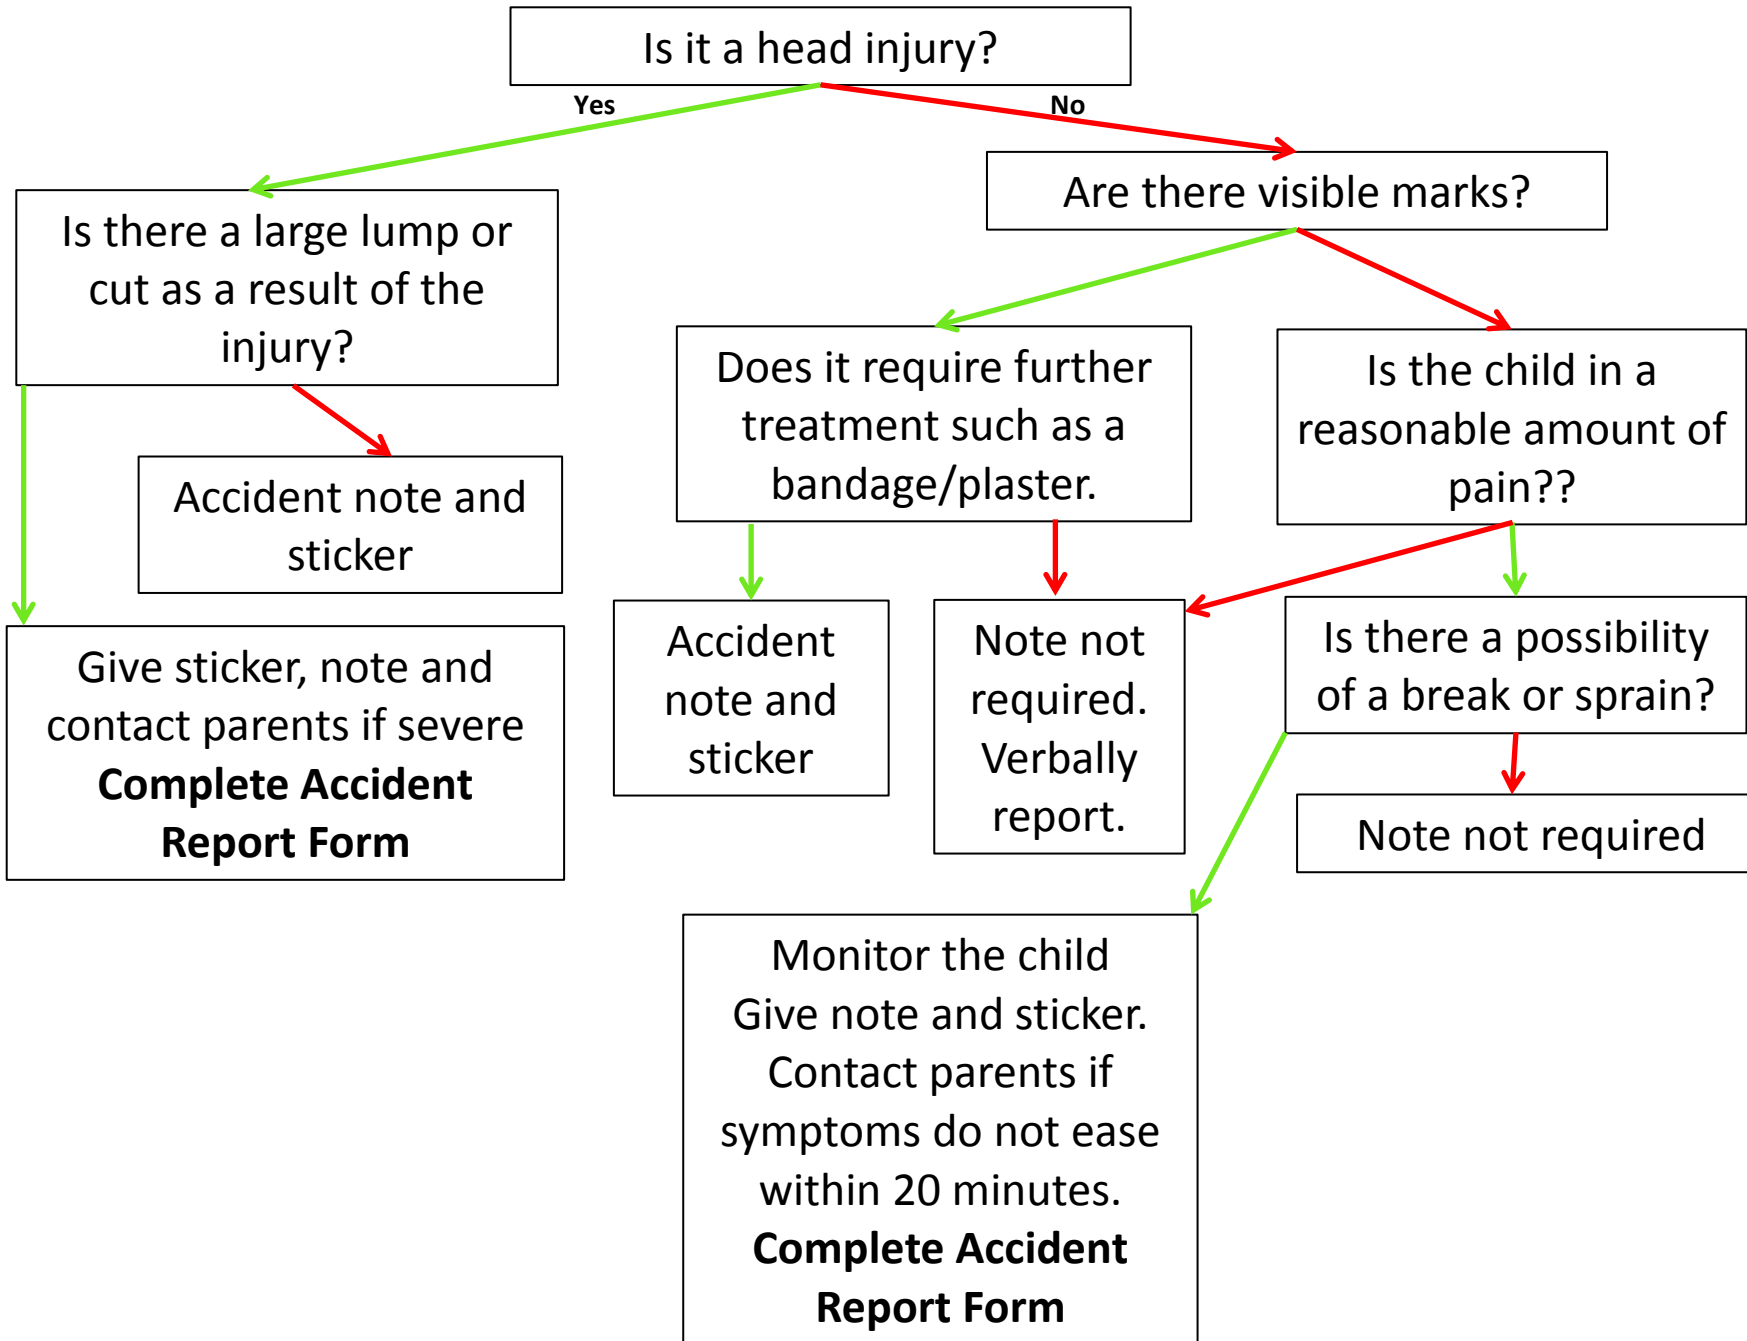 Is it a head injury?
Yes
No
Are there visible marks?
Is there a large lump or
cut as a result of the
injury?
Does it require further
treatment such as a
bandage/plaster.
Is the child in a
reasonable amount of
pain??
Accident note and
sticker
Give sticker, note and
contact parents if severe
Complete Accident
Report Form
Accident
note and
sticker
Note not
required.
Verbally
report.
Is there a possibility
of a break or sprain?
Note not required
Monitor the child
Give note and sticker.
Contact parents if
symptoms do not ease
within 20 minutes.
Complete Accident
Report Form